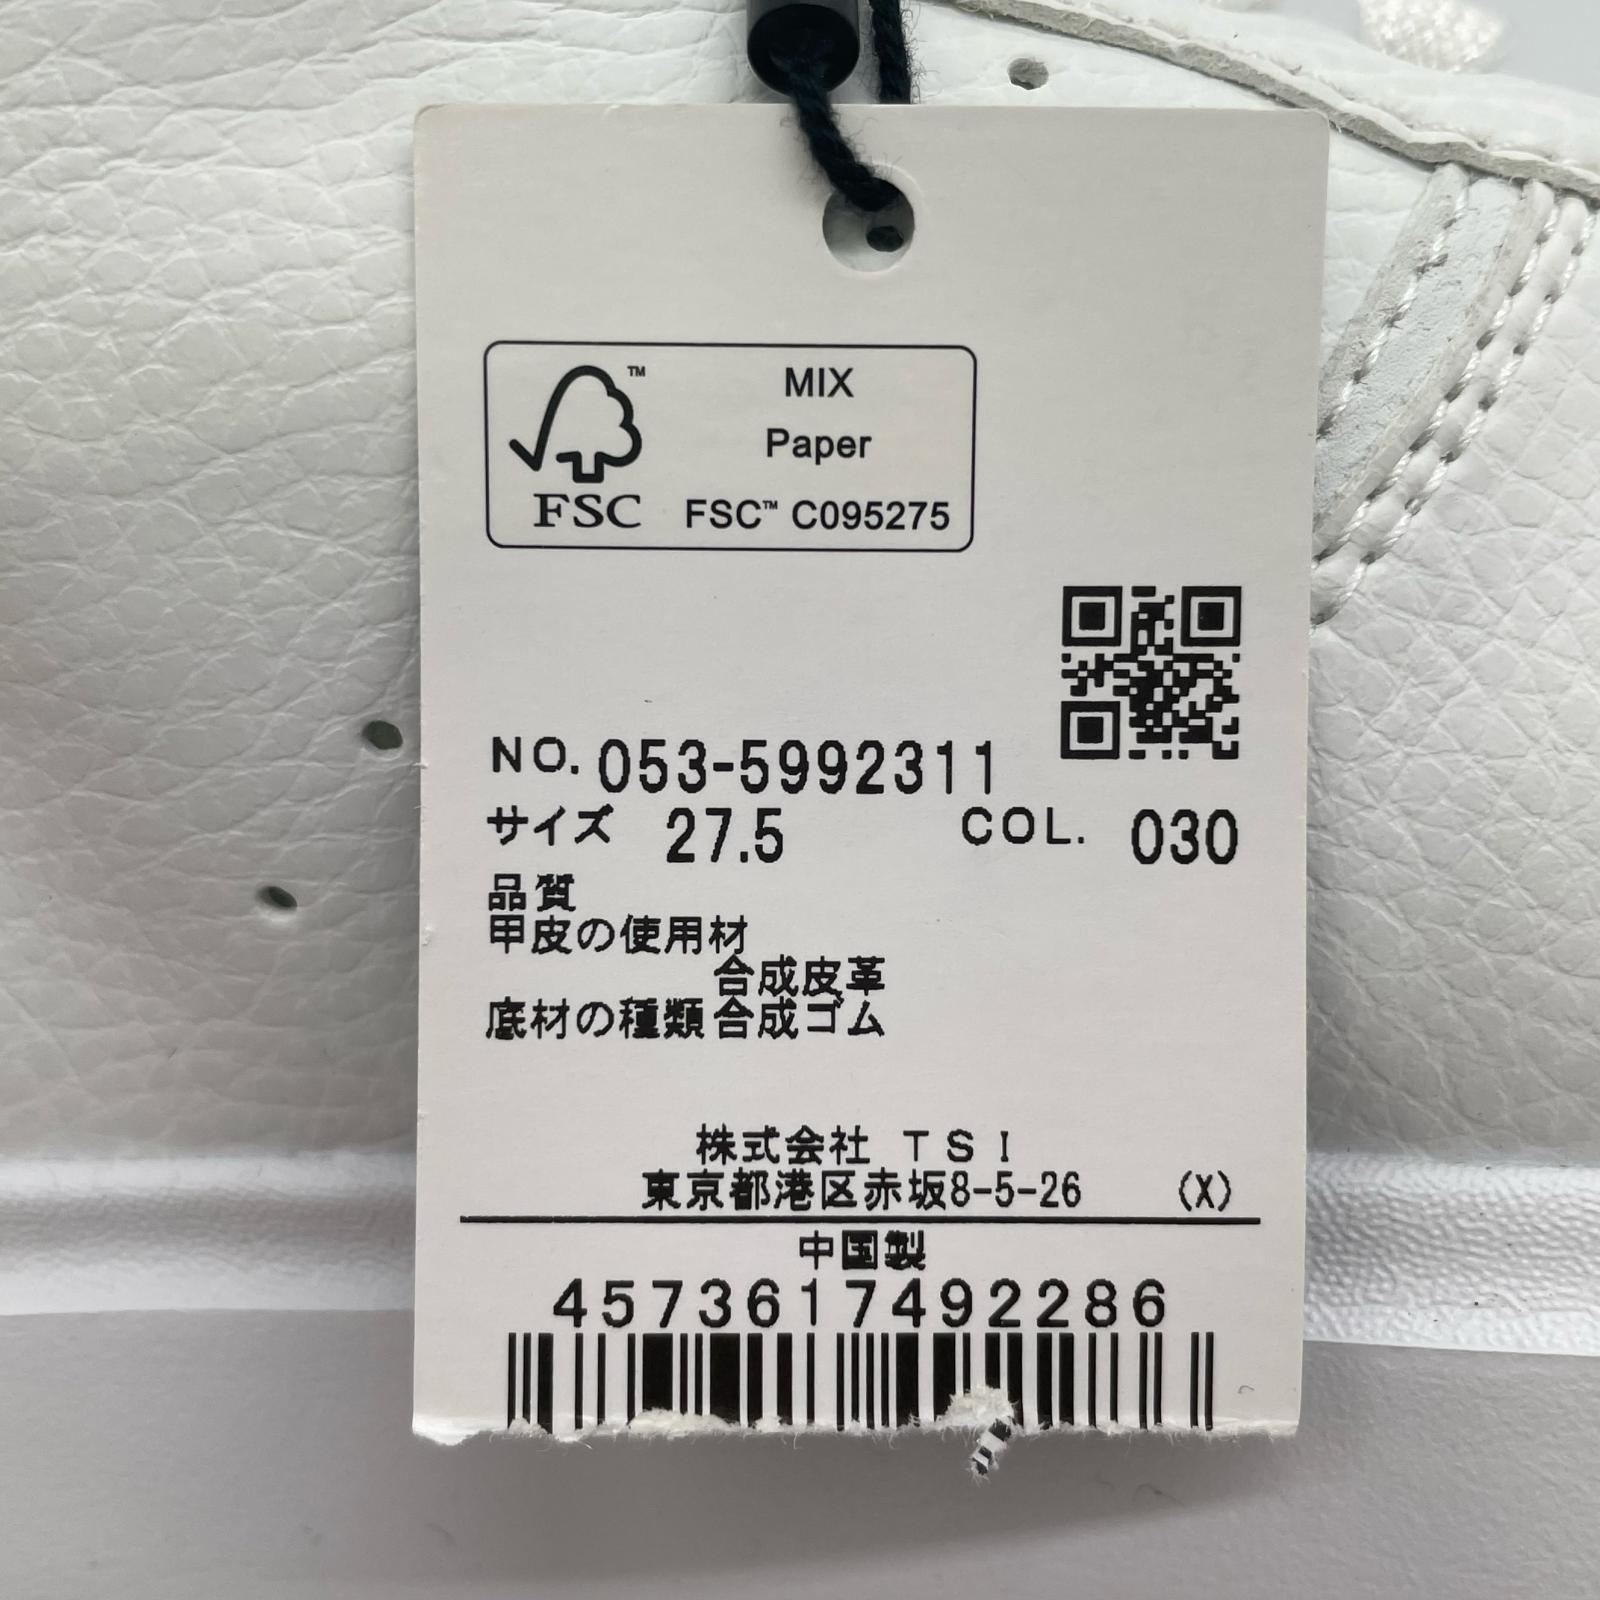 MIX
Paper
FSC™ C095275
™
FSC
NO. 053-5992311
サイズ 27.5 COL. 030
品質
甲皮の使用材
合成皮革
底材の種類合成ゴム
株式会社 TSI
東京都港区赤坂8-5-26 (X)
中国製
4573617492286